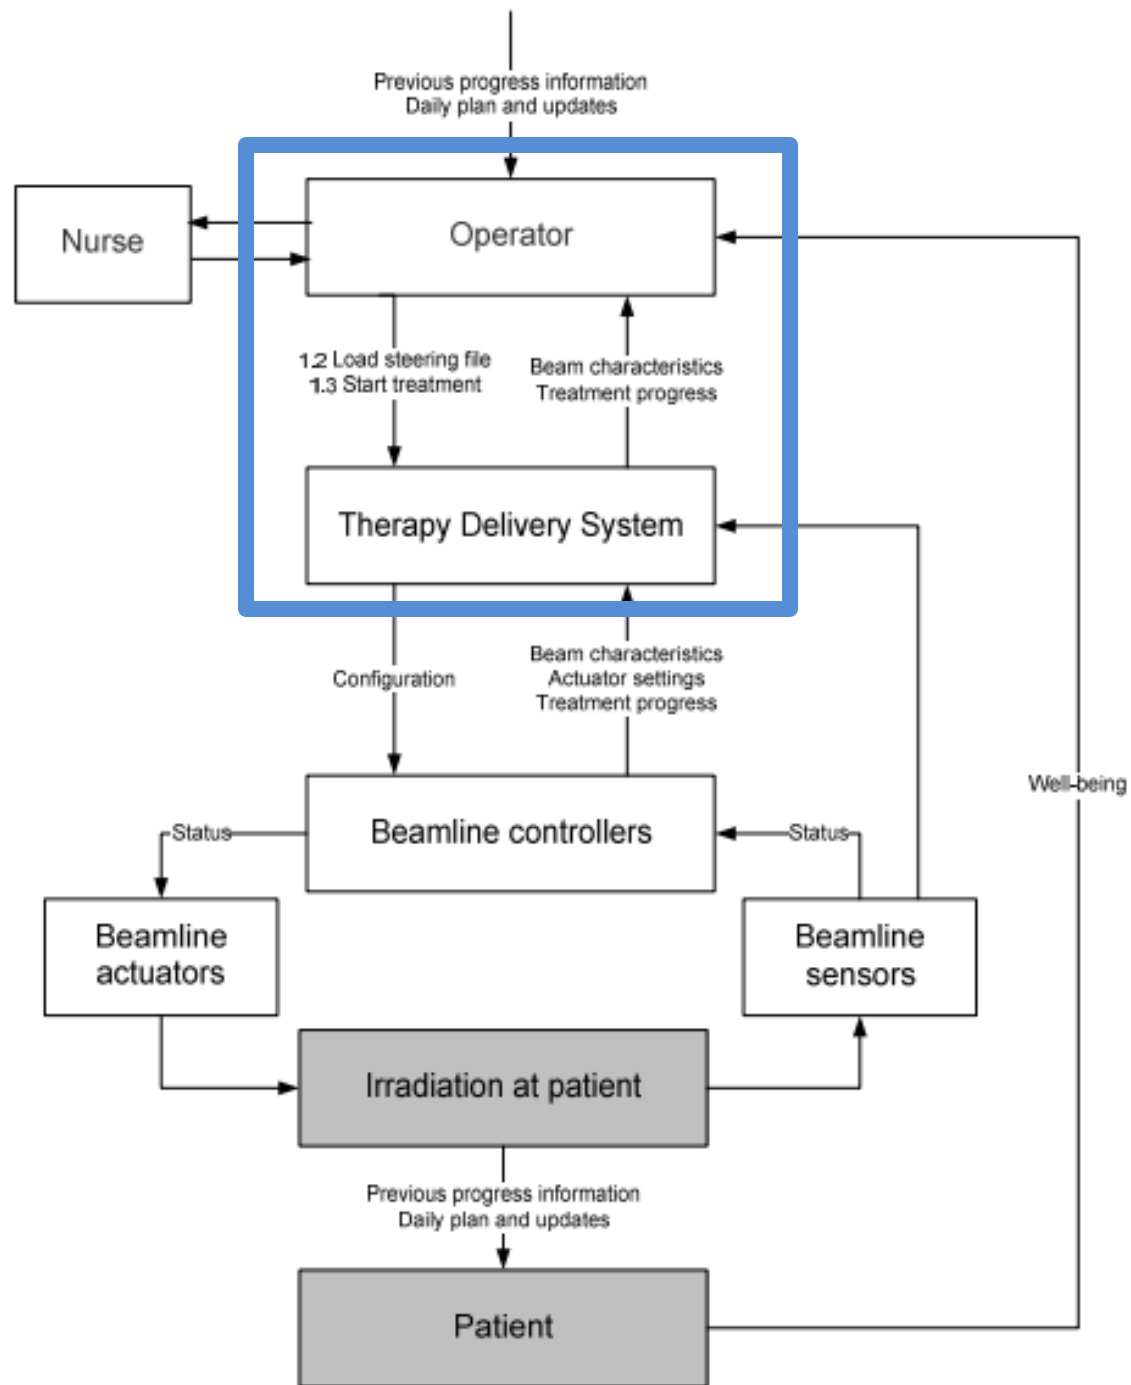 Previous progress information
Daily plan and updates
Nurse
Operator
1.2 Load steering file
1.3 Start treatment
Beam characteristics
Treatment progress
Therapy Delivery System
Configuration
Beam characteristics
Actuator settings
Treatment progress
Well-being
Status
Beamline controllers
Status
Beamline
actuators
Beamline
sensors
Irradiation at patient
Previous progress information
Daily plan and updates
Patient